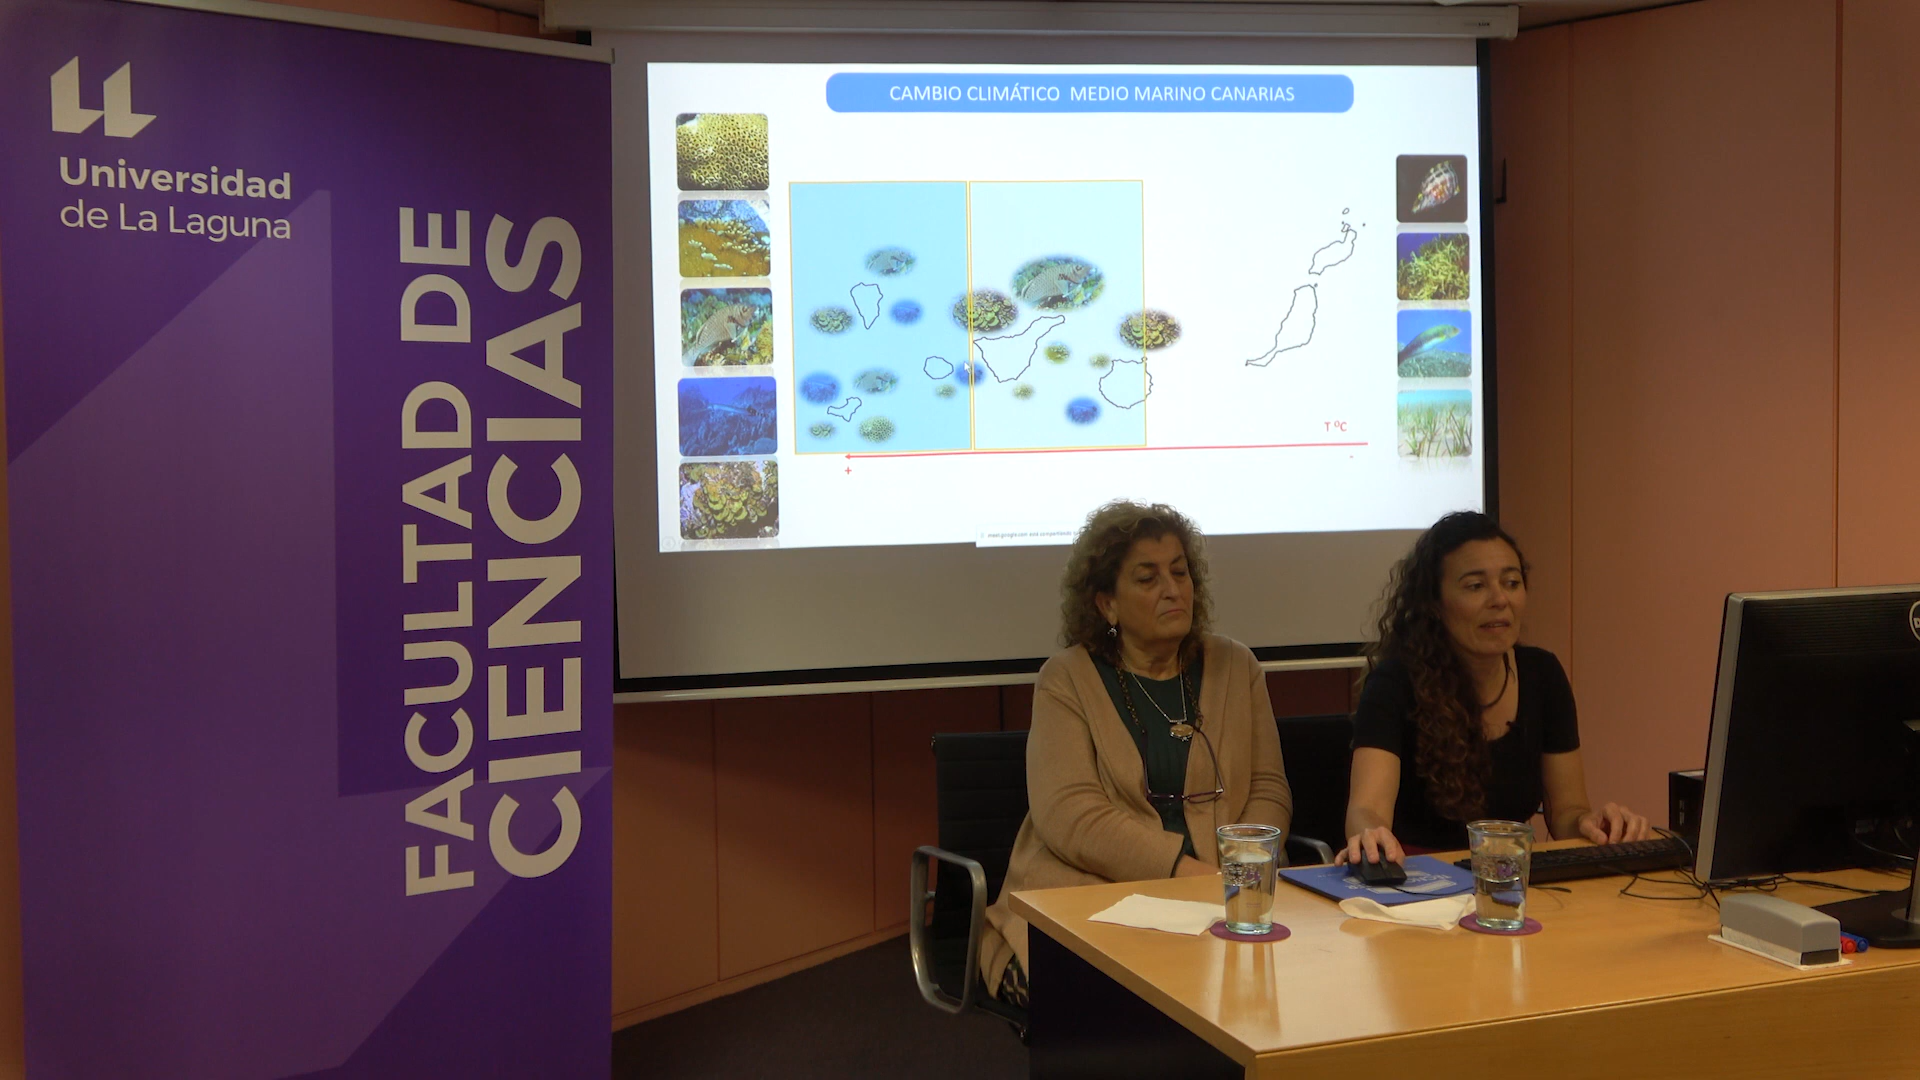 Universidad
de La Laguna
FACULTAD DE
CIENCIAS
CAMBIO CLIMÁTICO MEDIO MARINO CANARIAS
T ºC
+
-